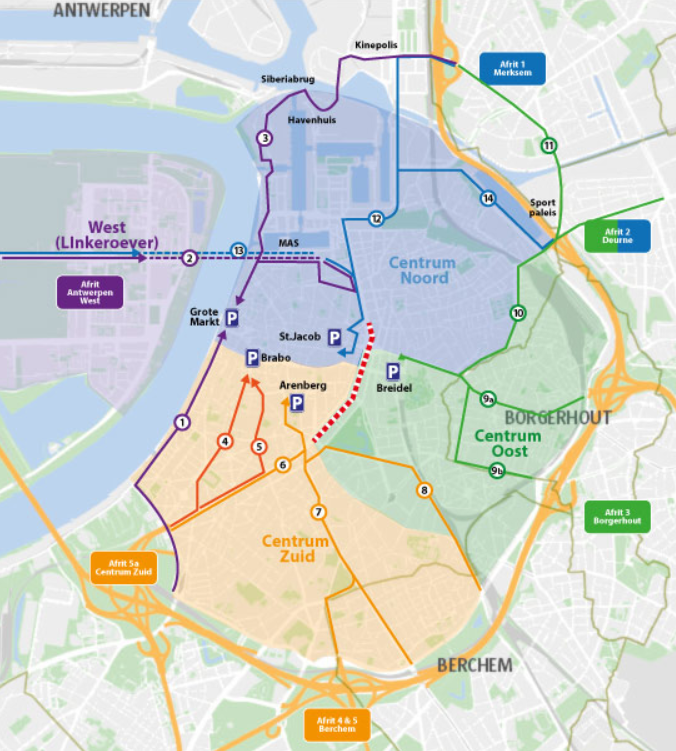 ANTWERPEN
Kinepolis
Afrit 1
Merksem
Siberiabrug
Havenhuis
3
11
14
Sport
paleis
12
West
(LInkeroever)
13
MAS
2
Afrit 2
Deurne
Centrum
Noord
Afrit
Antwerpen
West
Grote
Markt
P
10
St.Jacob
P
P
Brabo
P
Breidel
Arenberg
P
9a
BORGERHOUT
1
4
5
Centrum
Oost
6
9b
8
7
Afrit 3
Borgerhout
Centrum
Zuid
Afrit 5a
Centrum Zuid
BERCHEM
Afrit 4 & 5
Berchem